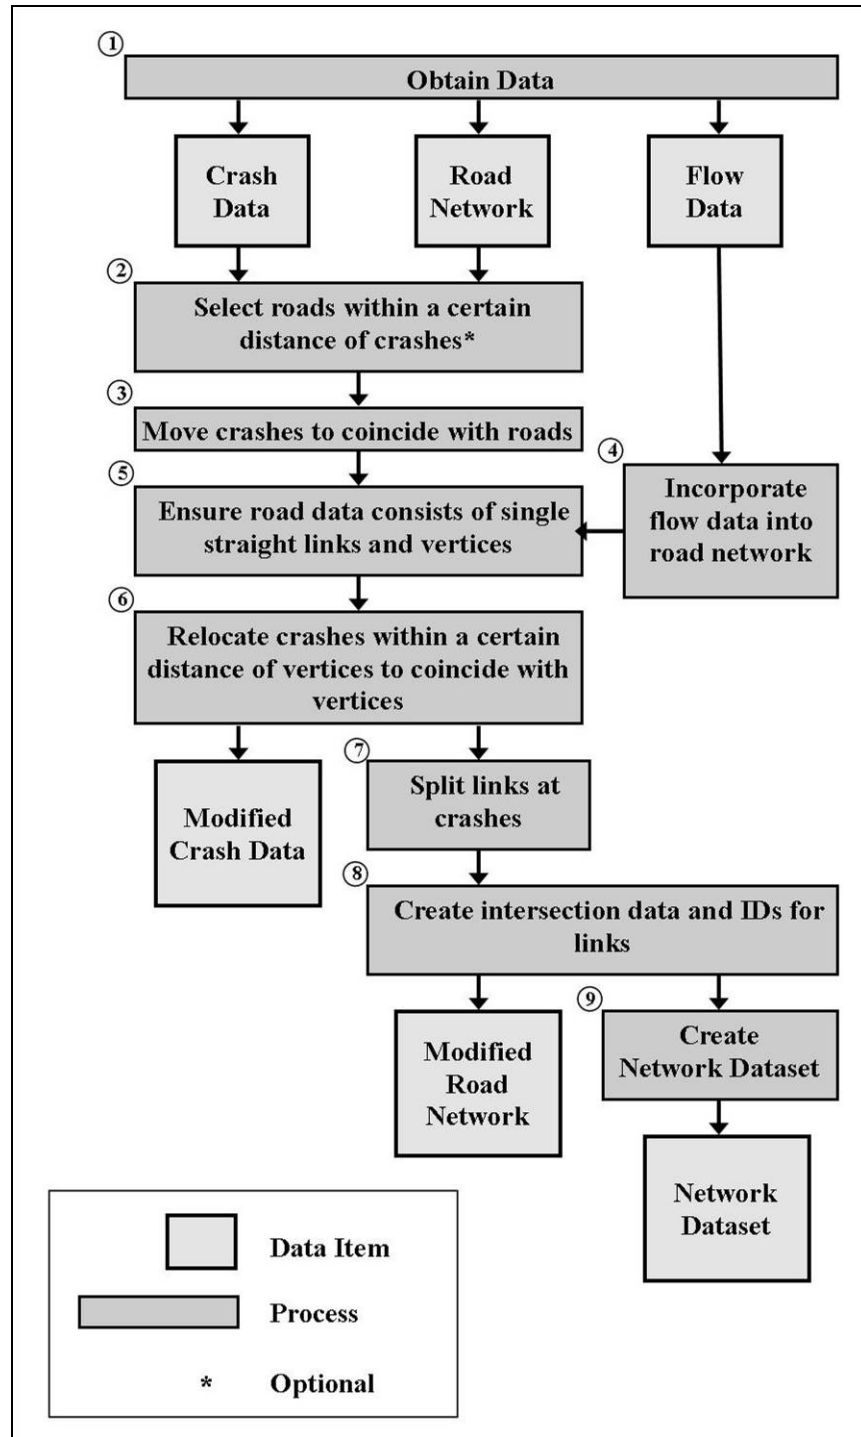 1
Obtain Data
Crash
Data
Road
Network
Flow
Data
2
Select roads within a certain
distance of crashes*
3
Move crashes to coincide with roads
4
Incorporate
flow data into
road network
5
Ensure road data consists of single
straight links and vertices
6
Relocate crashes within a certain
distance of vertices to coincide with
vertices
Modified
Crash Data
7
Split links at
crashes
8
Create intersection data and IDs for
links
Modified
Road
Network
9
Create
Network Dataset
Network
Dataset
Data Item
Process
* Optional